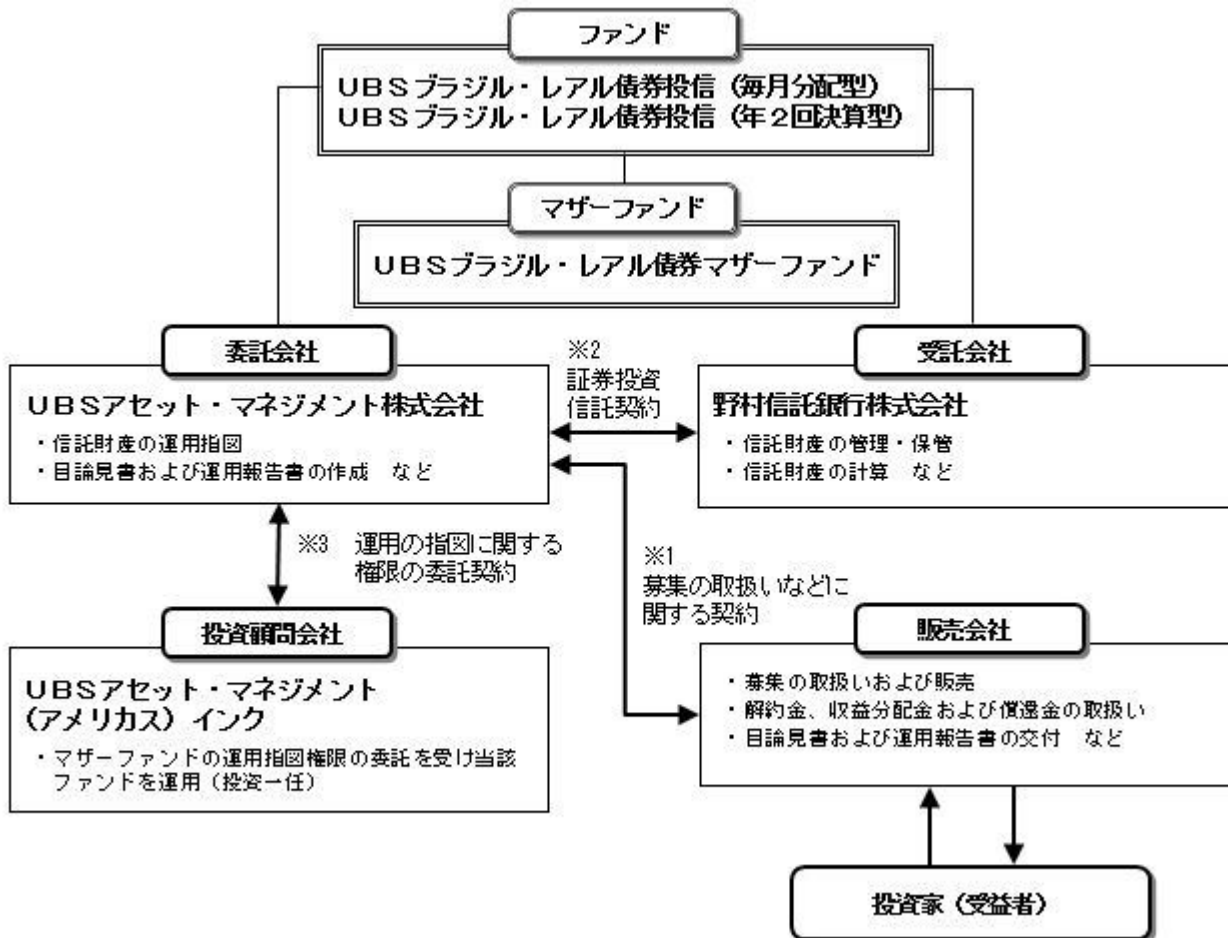 ファンド
UBSブラジル・レアル債券投信（毎月分配型）
UBSブラジル・レアル債券投信（年2回決算型）
マザーファンド
UBSブラジル・レアル債券マザーファンド
委託会社
UBSアセット・マネジメント株式会社
・信託財産の運用指図
・目論見書および運用報告書の作成　など
※2
証券投資
信託契約
受託会社
野村信託銀行株式会社
・信託財産の管理・保管
・信託財産の計算　など
※3　運用の指図に関する
権限の委託契約
※1
募集の取扱いなどに
関する契約
投資顧問会社
UBSアセット・マネジメント
（アメリカス）インク
・マザーファンドの運用指図権限の委託を受け当該
ファンドを運用（投資一任）
販売会社
・募集の取扱いおよび販売
・解約金、収益分配金および償還金の取扱い
・目論見書および運用報告書の交付　など
投資家（受益者）